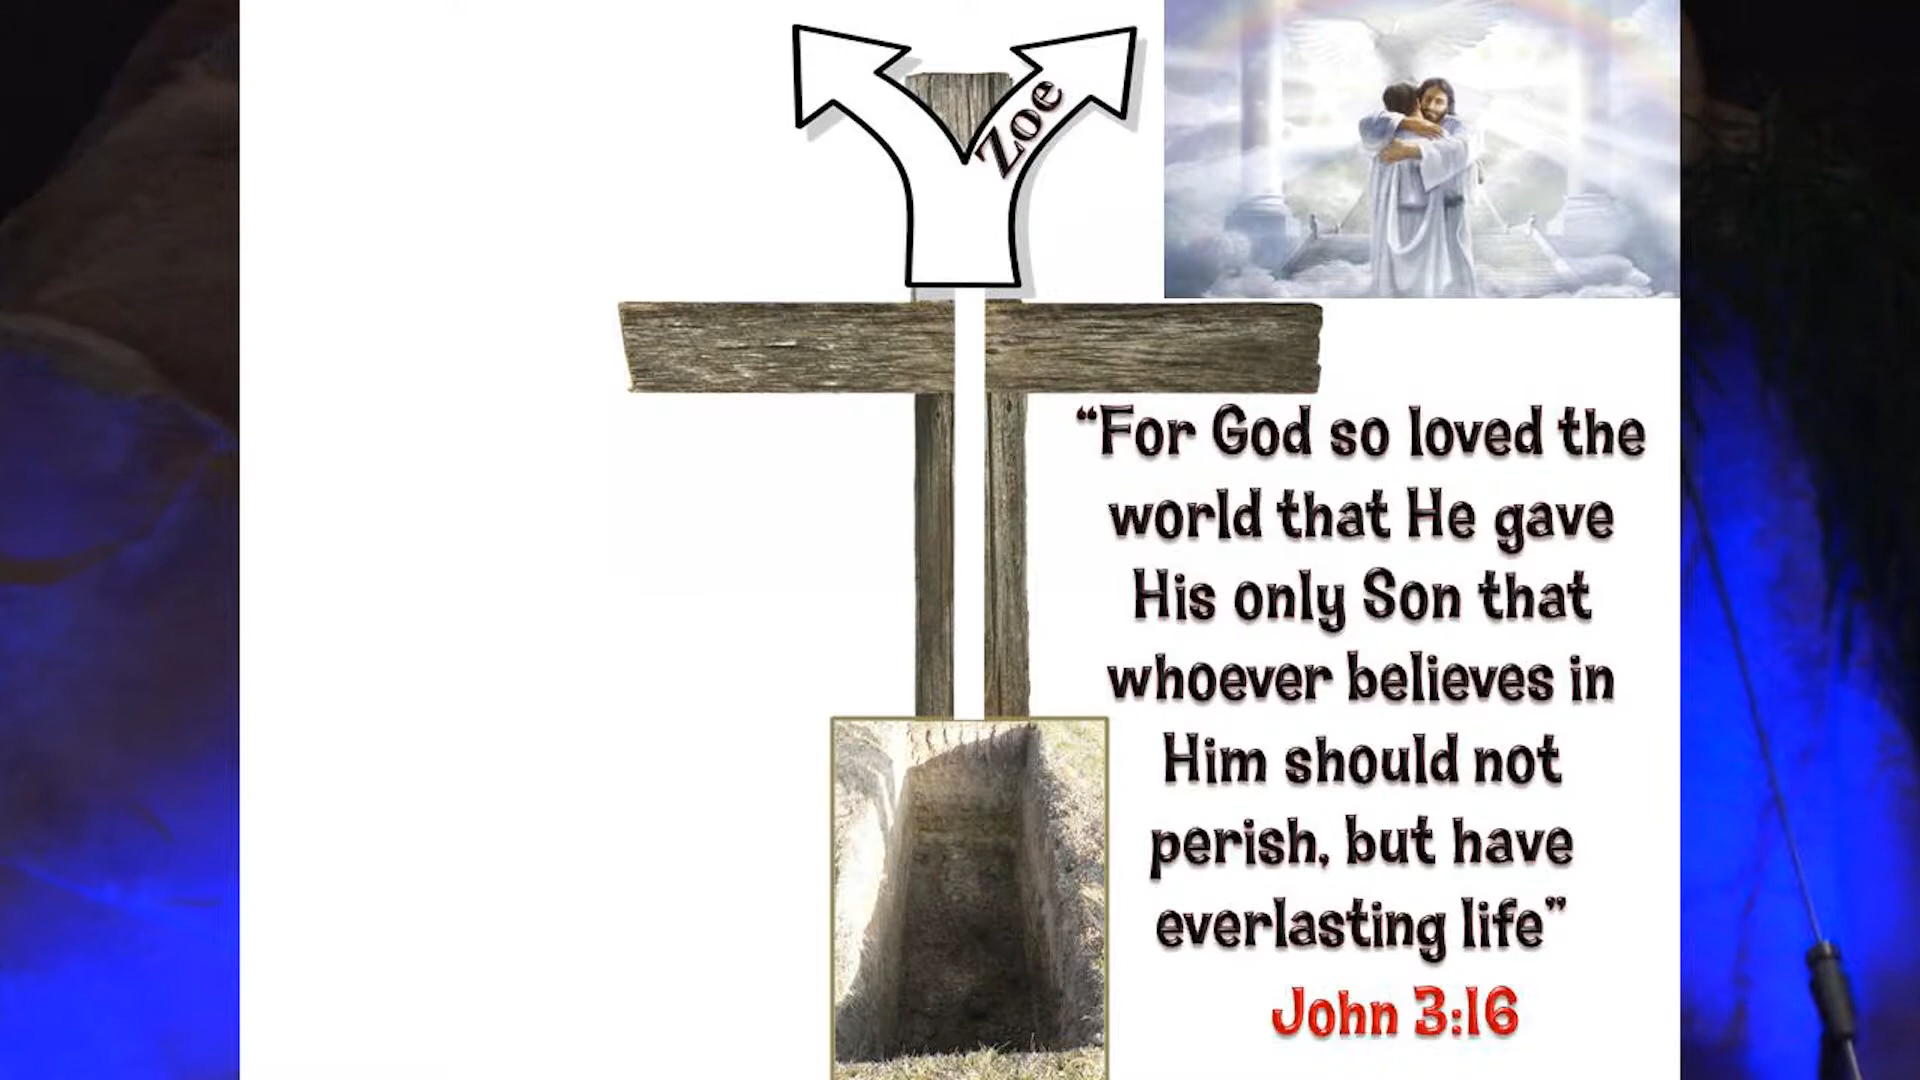 Zoe
“For God so loved the
world that He gave
His only Son that
whoever believes in
Him should not
perish, but have
everlasting life”
John 3:16